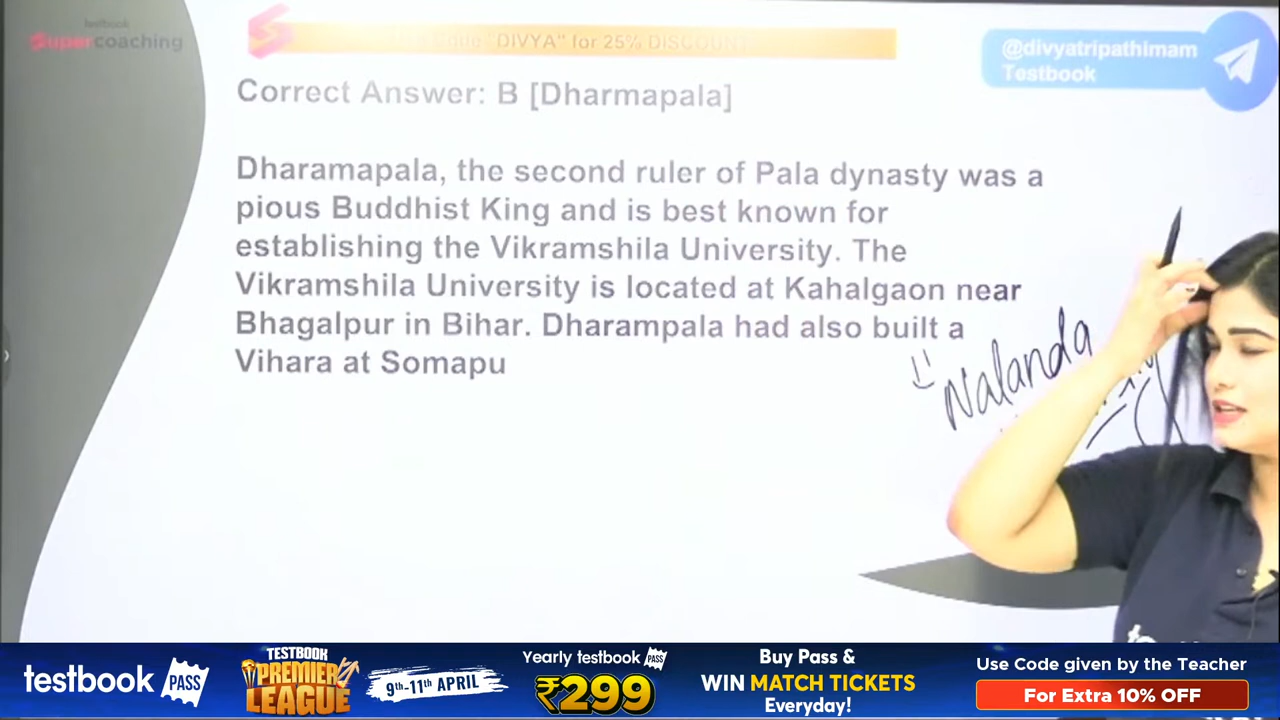 testbook
Supercoaching
Code "DIVYA" for 25% DISCOUNT
@divyatripathimam
Testbook
Correct Answer: B [Dharmapala]
Dharamapala, the second ruler of Pala dynasty was a
pious Buddhist King and is best known for
establishing the Vikramshila University. The
Vikramshila University is located at Kahalgaon near
Bhagalpur in Bihar. Dharampala had also built a
Vihara at Somapu
Nalanda
testbook PASS
TESTBOOK
PREMIER
LEAGUE
9th-11th APRIL
Yearly testbook PASS
₹299
Buy Pass &
WIN MATCH TICKETS
Everyday!
Use Code given by the Teacher
For Extra 10% OFF